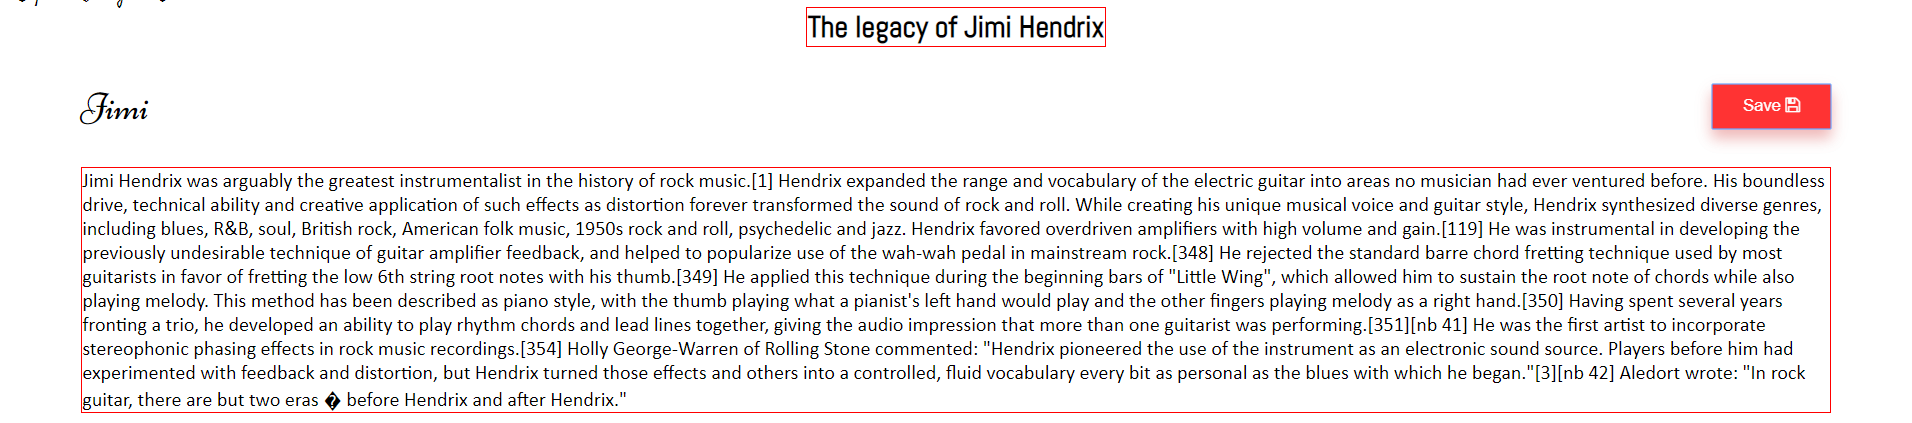 The legacy of Jimi Hendrix
Jimi
Save
Jimi Hendrix was arguably the greatest instrumentalist in the history of rock music.[1] Hendrix expanded the range and vocabulary of the electric guitar into areas no musician had ever ventured before. His boundless
drive, technical ability and creative application of such effects as distortion forever transformed the sound of rock and roll. While creating his unique musical voice and guitar style, Hendrix synthesized diverse genres,
including blues, R&B, soul, British rock, American folk music, 1950s rock and roll, psychedelic and jazz. Hendrix favored overdriven amplifiers with high volume and gain.[119] He was instrumental in developing the
previously undesirable technique of guitar amplifier feedback, and helped to popularize use of the wah-wah pedal in mainstream rock.[348] He rejected the standard barre chord fretting technique used by most
guitarists in favor of fretting the low 6th string root notes with his thumb.[349] He applied this technique during the beginning bars of "Little Wing", which allowed him to sustain the root note of chords while also
playing melody. This method has been described as piano style, with the thumb playing what a pianist's left hand would play and the other fingers playing melody as a right hand.[350] Having spent several years
fronting a trio, he developed an ability to play rhythm chords and lead lines together, giving the audio impression that more than one guitarist was performing.[351][nb 41] He was the first artist to incorporate
stereophonic phasing effects in rock music recordings.[354] Holly George-Warren of Rolling Stone commented: "Hendrix pioneered the use of the instrument as an electronic sound source. Players before him had
experimented with feedback and distortion, but Hendrix turned those effects and others into a controlled, fluid vocabulary every bit as personal as the blues with which he began."[3][nb 42] Aledort wrote: "In rock
guitar, there are but two eras � before Hendrix and after Hendrix."